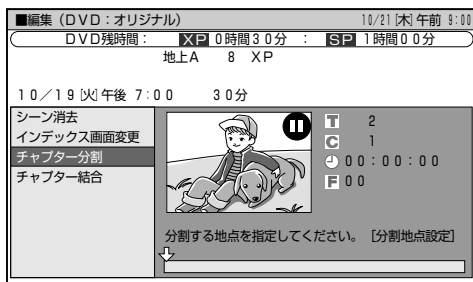 ■編集(DVD:オリジナル) 10/21[木]午前 9:00
DVD残時間: XP 0時間30分 : SP 1時間00分
地上A 8 XP
10/19[火]午後 7:00 30分
シーン消去
インデックス画面変更
チャプター分割
チャプター結合
T 2
C 1
00:00:00
F 00
分割する地点を指定してください。 [分割地点設定]